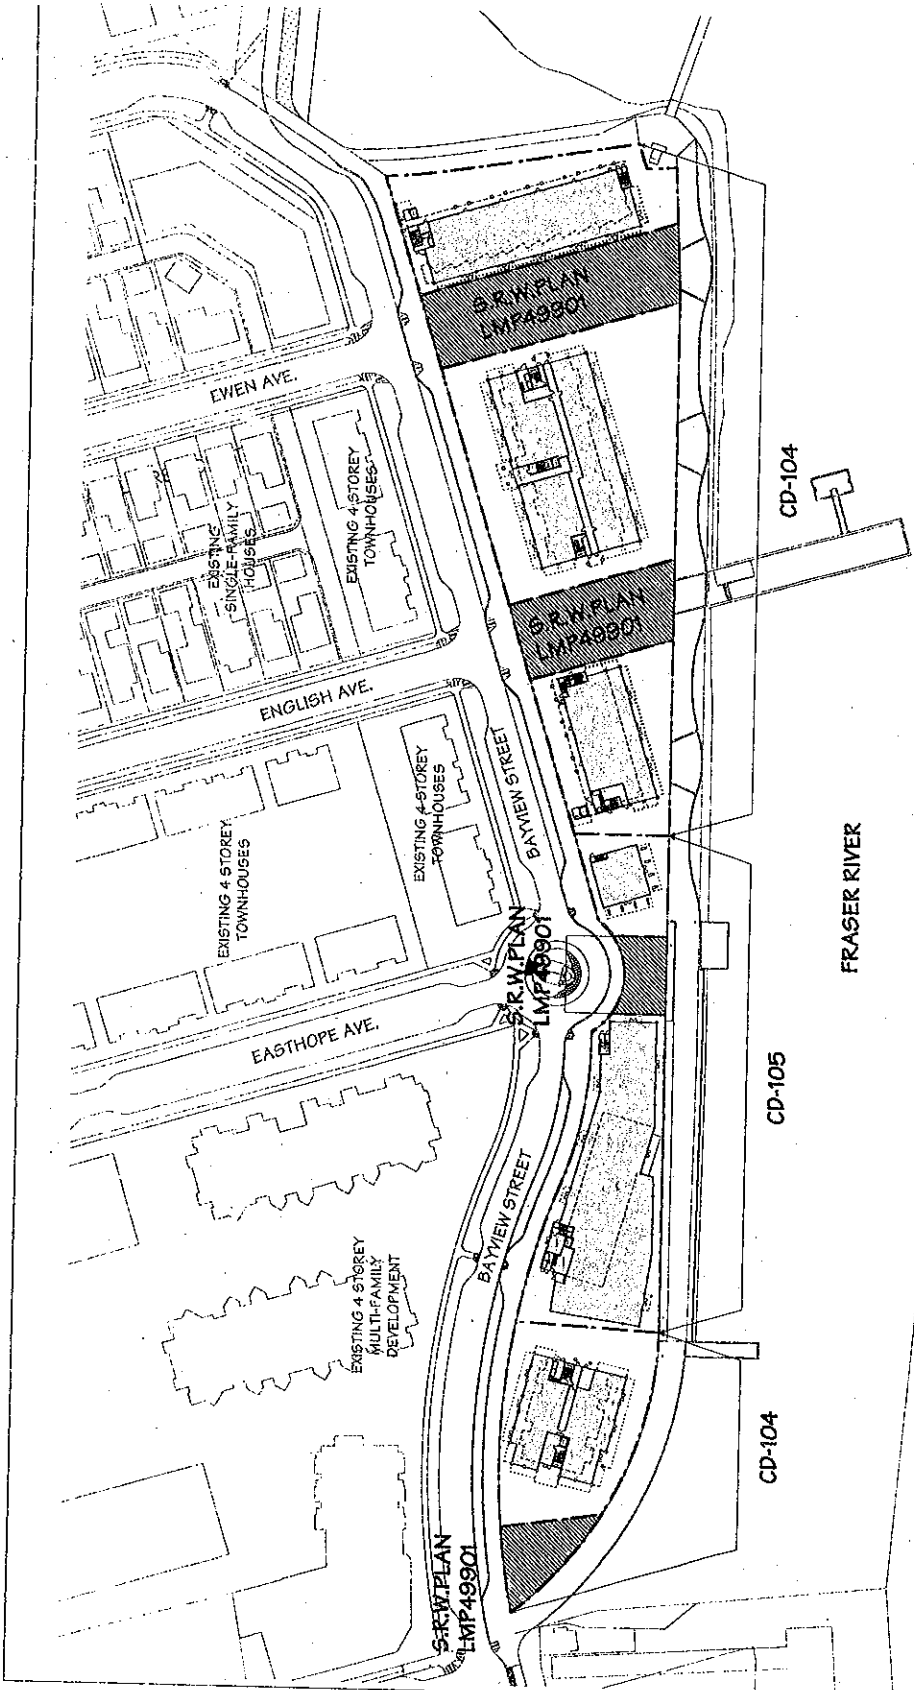 EWEN AVE.
S.R.W.PLAN
LMP49901
EXISTING
SINGLE-FAMILY
HOUSES
EXISTING 4-STOREY
TOWNHOUSES
ENGLISH AVE.
S.R.W PLAN
LMP49901
CD-104
EXISTING 4 STOREY
TOWNHOUSES
EXISTING 4-STOREY
TOWNHOUSES
BAYVIEW STREET
S.R.W.PLAN
LMP49901
FRASER RIVER
EASTHOPE AVE.
CD-105
BAYVIEW STREET
EXISTING 4 STOREY
MULTI-FAMILY
DEVELOPMENT
CD-104
S.R.W.PLAN
LMP49901